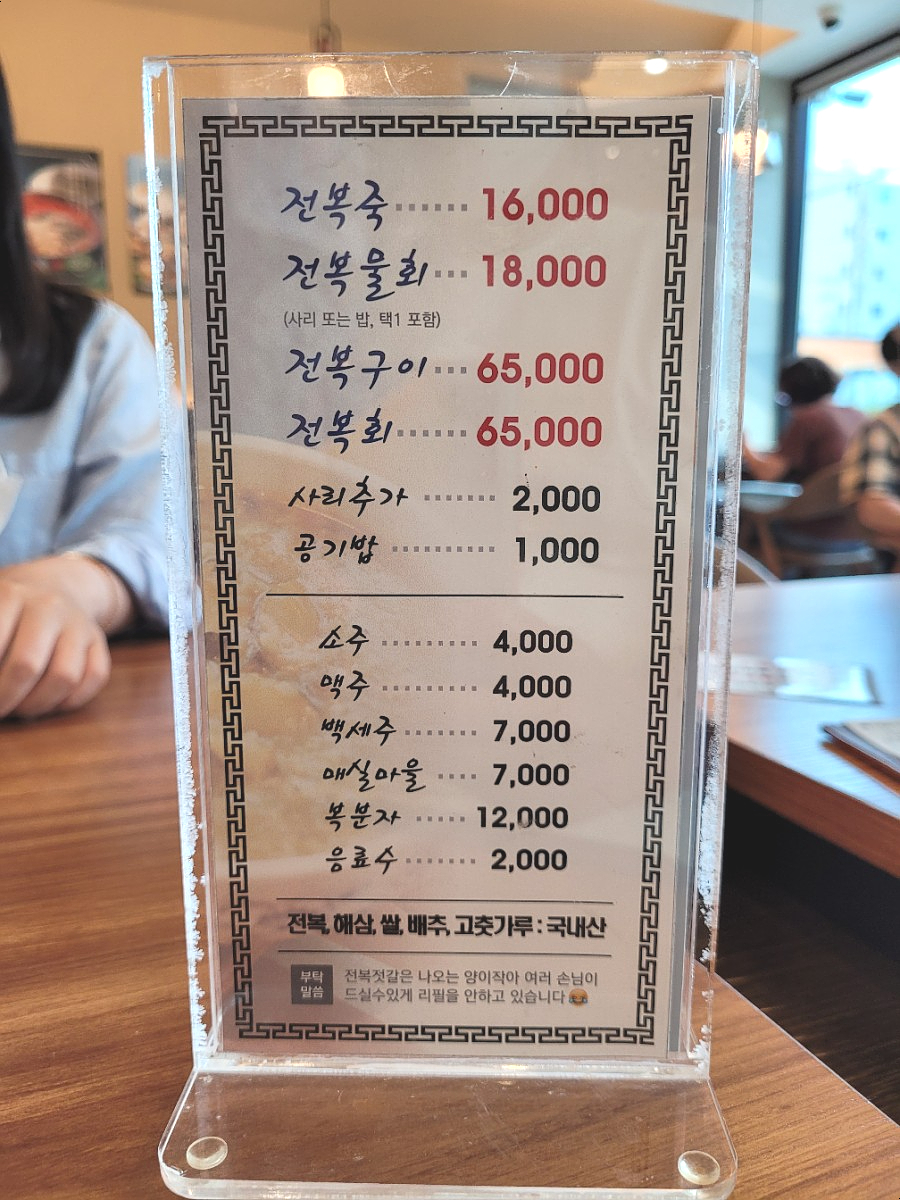 전복죽 ······ 16,000
전복물회 ··· 18,000
(사리 또는 밥, 택1 포함)
전복구이 ··· 65,000
전복회 ······ 65,000
사리추가 ······· 2,000
공기밥 ·········· 1,000
소주 ·········· 4,000
맥주 ·········· 4,000
백세주 ········ 7,000
매실마을 ···· 7,000
복분자 ····· 12,000
음료수 ······· 2,000
전복, 해삼, 쌀, 배추, 고춧가루 : 국내산
부탁 말씀
전복젓갈은 나오는 양이작아 여러 손님이
드실수있게 리필을 안하고 있습니다